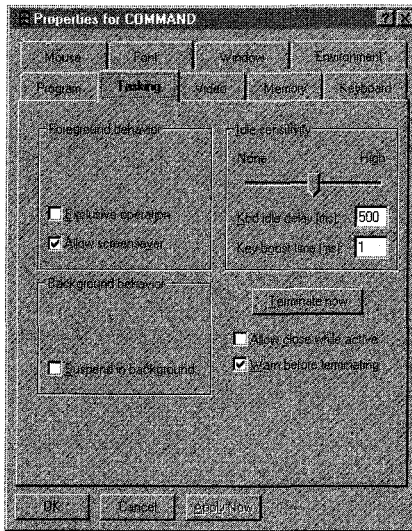 Properties for COMMAND
Mouse Font Window Environment
Program Tasking Video Memory Keyboard
Foreground behavior
Exclusive operation
Allow screensaver
Idle sensitivity
None High
Kbd idle delay [ms]: 500
Key boost time [ms]: 1
Background behavior
Suspend in background
Terminate now
Allow close while active
Warn before terminating
OK Cancel Apply Now